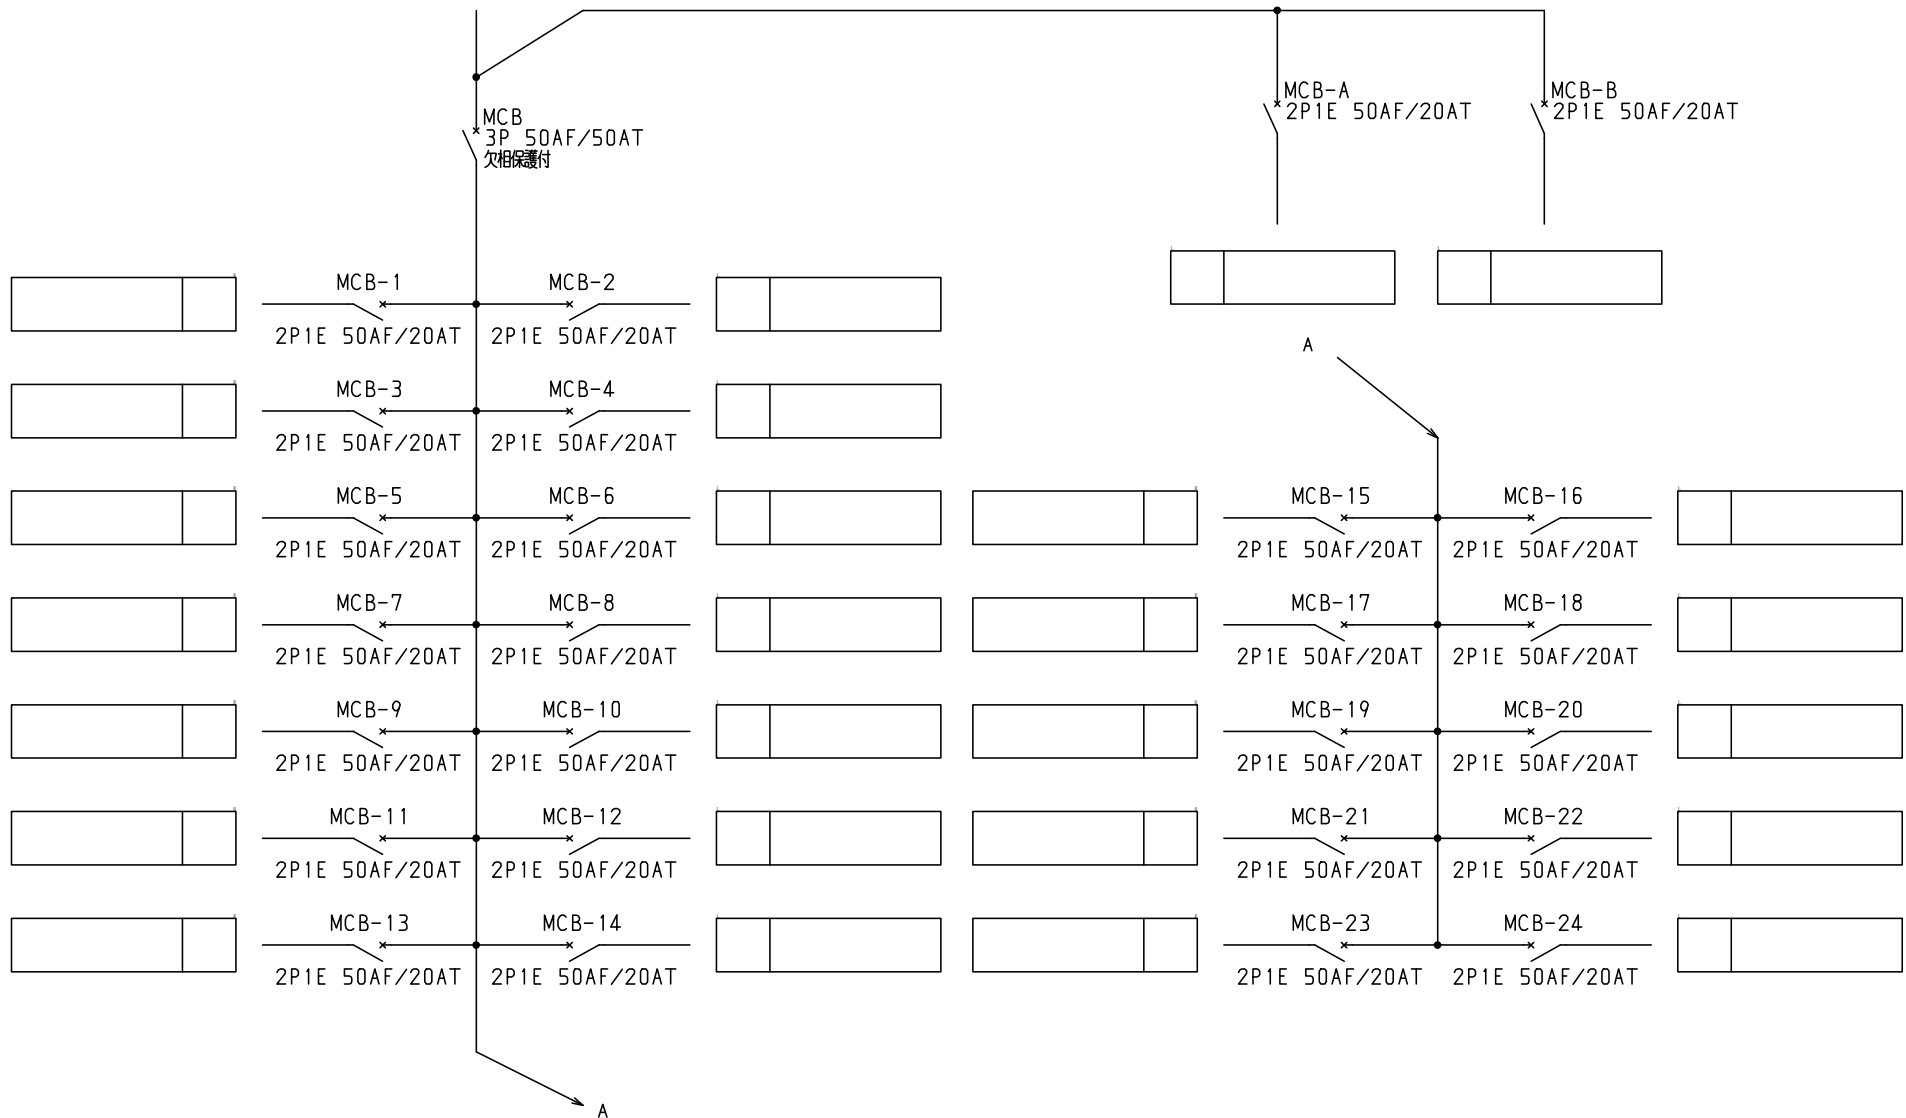 MCB-A
2P1E 50AF/20AT
MCB-B
2P1E 50AF/20AT
MCB
3P 50AF/50AT
欠相保護付
MCB-1
2P1E 50AF/20AT
MCB-2
2P1E 50AF/20AT
MCB-3
2P1E 50AF/20AT
MCB-4
2P1E 50AF/20AT
MCB-5
2P1E 50AF/20AT
MCB-6
2P1E 50AF/20AT
MCB-7
2P1E 50AF/20AT
MCB-8
2P1E 50AF/20AT
MCB-9
2P1E 50AF/20AT
MCB-10
2P1E 50AF/20AT
MCB-11
2P1E 50AF/20AT
MCB-12
2P1E 50AF/20AT
MCB-13
2P1E 50AF/20AT
MCB-14
2P1E 50AF/20AT
A
A
MCB-15
2P1E 50AF/20AT
MCB-16
2P1E 50AF/20AT
MCB-17
2P1E 50AF/20AT
MCB-18
2P1E 50AF/20AT
MCB-19
2P1E 50AF/20AT
MCB-20
2P1E 50AF/20AT
MCB-21
2P1E 50AF/20AT
MCB-22
2P1E 50AF/20AT
MCB-23
2P1E 50AF/20AT
MCB-24
2P1E 50AF/20AT